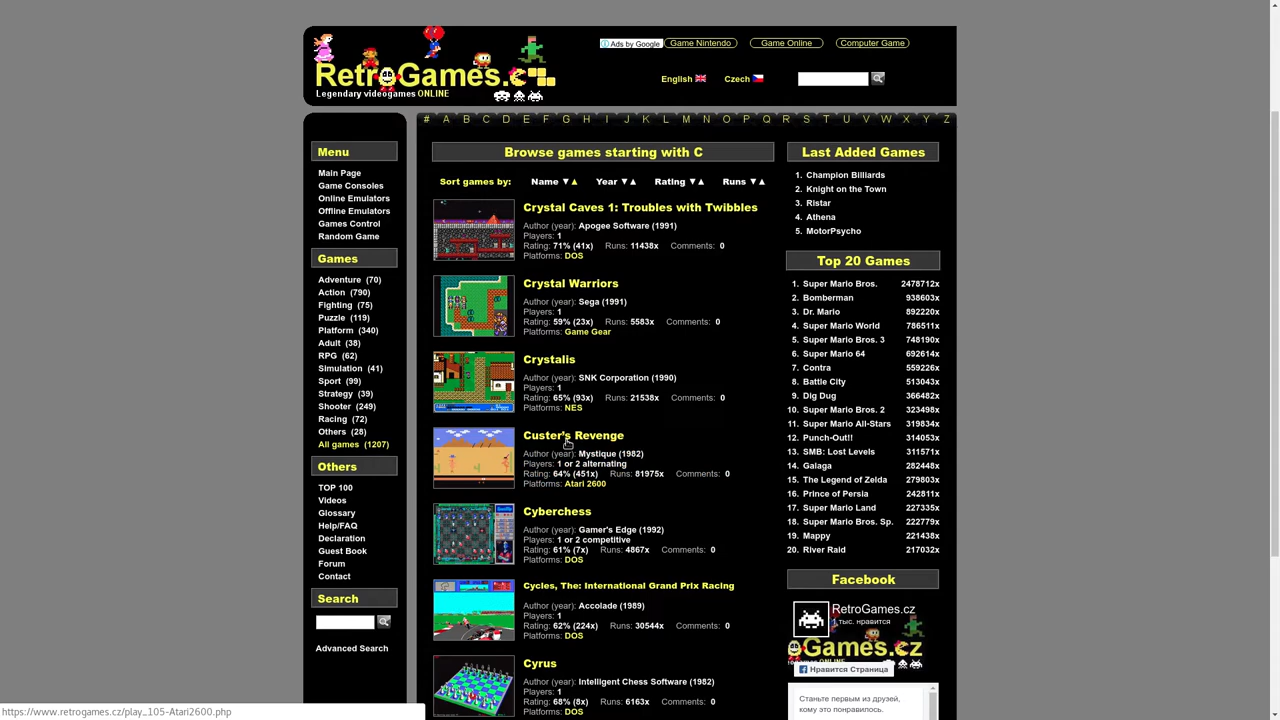 Ads by Google
Game Nintendo
Game Online
Computer Game
RetroGames.cz
Legendary videogames ONLINE
English
Czech
# A B C D E F G H I J K L M N O P Q R S T U V W X Y Z
Menu
Main Page
Game Consoles
Online Emulators
Offline Emulators
Games Control
Random Game
Games
Adventure (70)
Action (790)
Fighting (75)
Puzzle (119)
Platform (340)
Adult (38)
RPG (62)
Simulation (41)
Sport (99)
Strategy (39)
Shooter (249)
Racing (72)
Others (28)
All games (1207)
Others
TOP 100
Videos
Glossary
Help/FAQ
Declaration
Guest Book
Forum
Contact
Search
Advanced Search
Browse games starting with C
Sort games by: Name ▼▲ Year ▼▲ Rating ▼▲ Runs ▼▲
Crystal Caves 1: Troubles with Twibbles
Author (year): Apogee Software (1991)
Players: 1
Rating: 71% (41x) Runs: 11438x Comments: 0
Platforms: DOS
Crystal Warriors
Author (year): Sega (1991)
Players: 1
Rating: 59% (23x) Runs: 5583x Comments: 0
Platforms: Game Gear
Crystalis
Author (year): SNK Corporation (1990)
Players: 1
Rating: 65% (93x) Runs: 21538x Comments: 0
Platforms: NES
Custer's Revenge
Author (year): Mystique (1982)
Players: 1 or 2 alternating
Rating: 64% (451x) Runs: 81975x Comments: 0
Platforms: Atari 2600
Cyberchess
Author (year): Gamer's Edge (1992)
Players: 1 or 2 competitive
Rating: 61% (7x) Runs: 4867x Comments: 0
Platforms: DOS
Cycles, The: International Grand Prix Racing
Author (year): Accolade (1989)
Players: 1
Rating: 62% (224x) Runs: 30544x Comments: 0
Platforms: DOS
Cyrus
Author (year): Intelligent Chess Software (1982)
Players: 1
Rating: 68% (8x) Runs: 6163x Comments: 0
Platforms: DOS
Last Added Games
1. Champion Billiards
2. Knight on the Town
3. Ristar
4. Athena
5. MotorPsycho
Top 20 Games
1. Super Mario Bros. 2478712x
2. Bomberman 938603x
3. Dr. Mario 892220x
4. Super Mario World 786511x
5. Super Mario Bros. 3 748190x
6. Super Mario 64 692614x
7. Contra 559226x
8. Battle City 513043x
9. Dig Dug 366482x
10. Super Mario Bros. 2 323498x
11. Super Mario All-Stars 319834x
12. Punch-Out!! 314053x
13. SMB: Lost Levels 311571x
14. Galaga 282448x
15. The Legend of Zelda 279803x
16. Prince of Persia 242811x
17. Super Mario Land 227335x
18. Super Mario Bros. Sp. 222779x
19. Mappy 221438x
20. River Raid 217032x
Facebook
RetroGames.cz
1 тыс. нравится
oGames.cz
ONLINE
Нравится Страница
Станьте первым из друзей,
кому это понравилось.
https://www.retrogames.cz/play_105-Atari2600.php